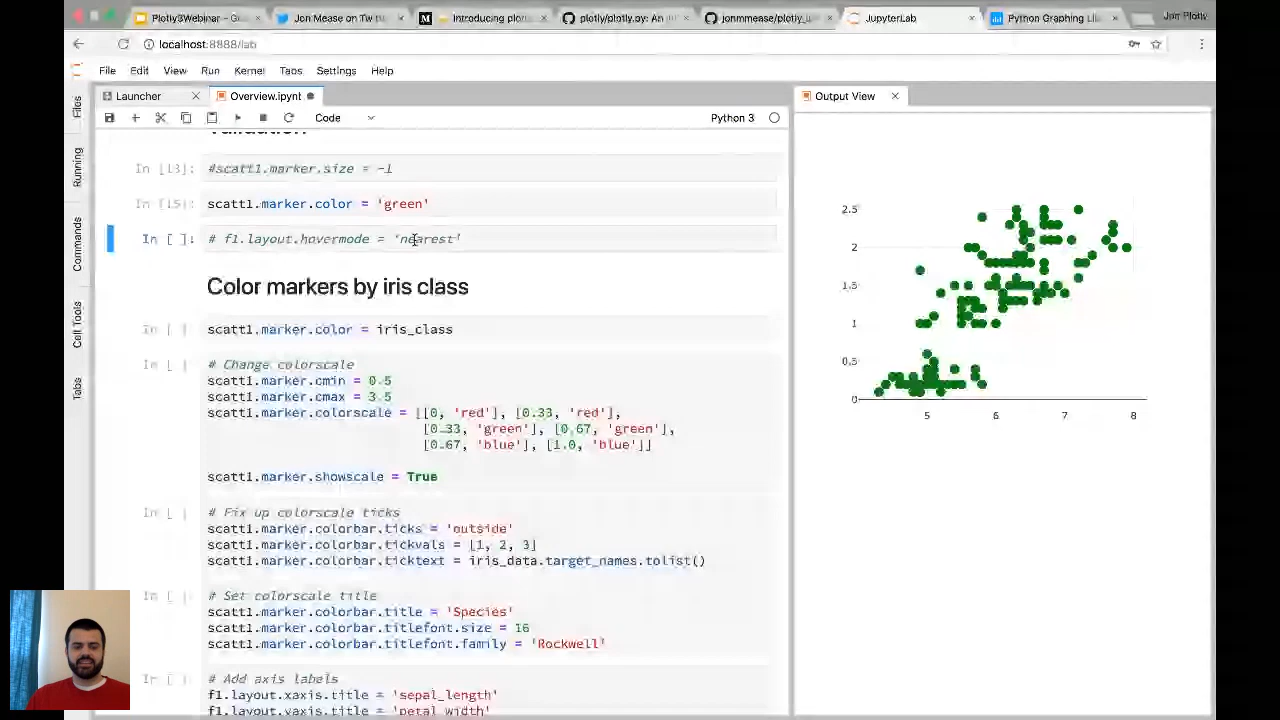 Plotly3Webinar – G
Jon Mease on Tw
Introducing plo
plotly/plotly.py: An
jonmmease/plotly_
JupyterLab
Python Graphing Li
Jon Plotly
localhost:8888/lab
File Edit View Run Kernel Tabs Settings Help
Files
Running
Commands
Cell Tools
Tabs
Launcher
Overview.ipynt
Code
Python 3
Output View
Validation
In [13]: #scatt1.marker.size = -1
In [15]: scatt1.marker.color = 'green'
In [ ]: # f1.layout.hovermode = 'nearest'
Color markers by iris class
In [ ]: scatt1.marker.color = iris_class
In [ ]: # Change colorscale
scatt1.marker.cmin = 0.5
scatt1.marker.cmax = 3.5
scatt1.marker.colorscale = [[0, 'red'], [0.33, 'red'],
[0.33, 'green'], [0.67, 'green'],
[0.67, 'blue'], [1.0, 'blue']]
scatt1.marker.showscale = True
In [ ]: # Fix up colorscale ticks
scatt1.marker.colorbar.ticks = 'outside'
scatt1.marker.colorbar.tickvals = [1, 2, 3]
scatt1.marker.colorbar.ticktext = iris_data.target_names.tolist()
In [ ]: # Set colorscale title
scatt1.marker.colorbar.title = 'Species'
scatt1.marker.colorbar.titlefont.size = 16
scatt1.marker.colorbar.titlefont.family = 'Rockwell'
In [ ]: # Add axis labels
f1.layout.xaxis.title = 'sepal_length'
f1.layout.yaxis.title = 'petal_width'
2.5
2
1.5
1
0.5
0
5 6 7 8